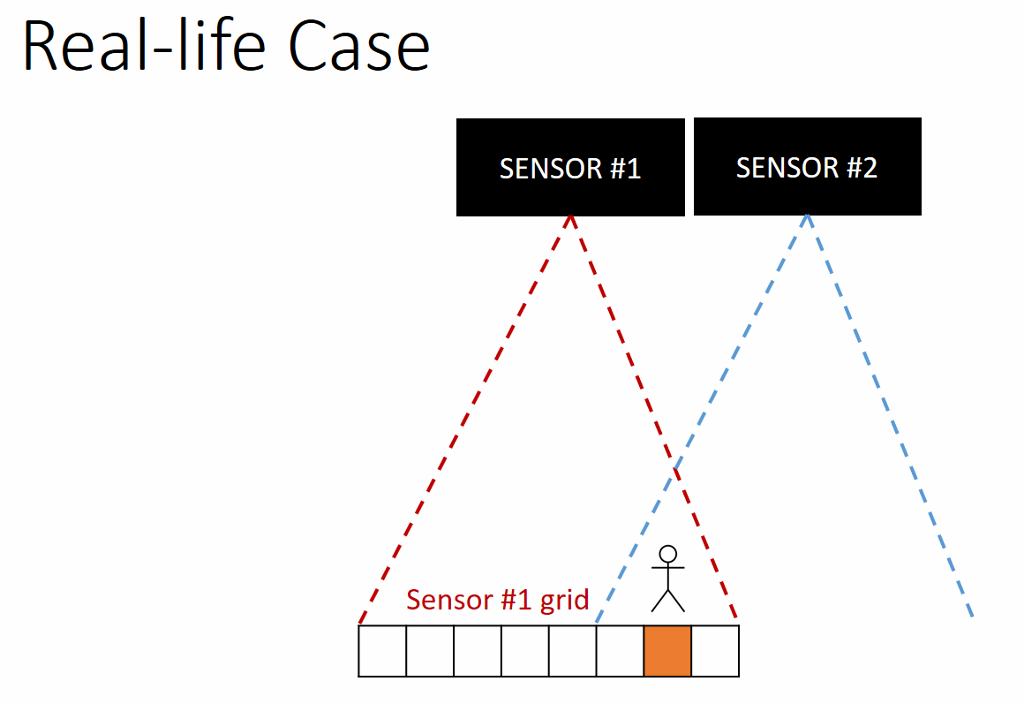 Real-life Case
SENSOR #1
SENSOR #2
Sensor #1 grid